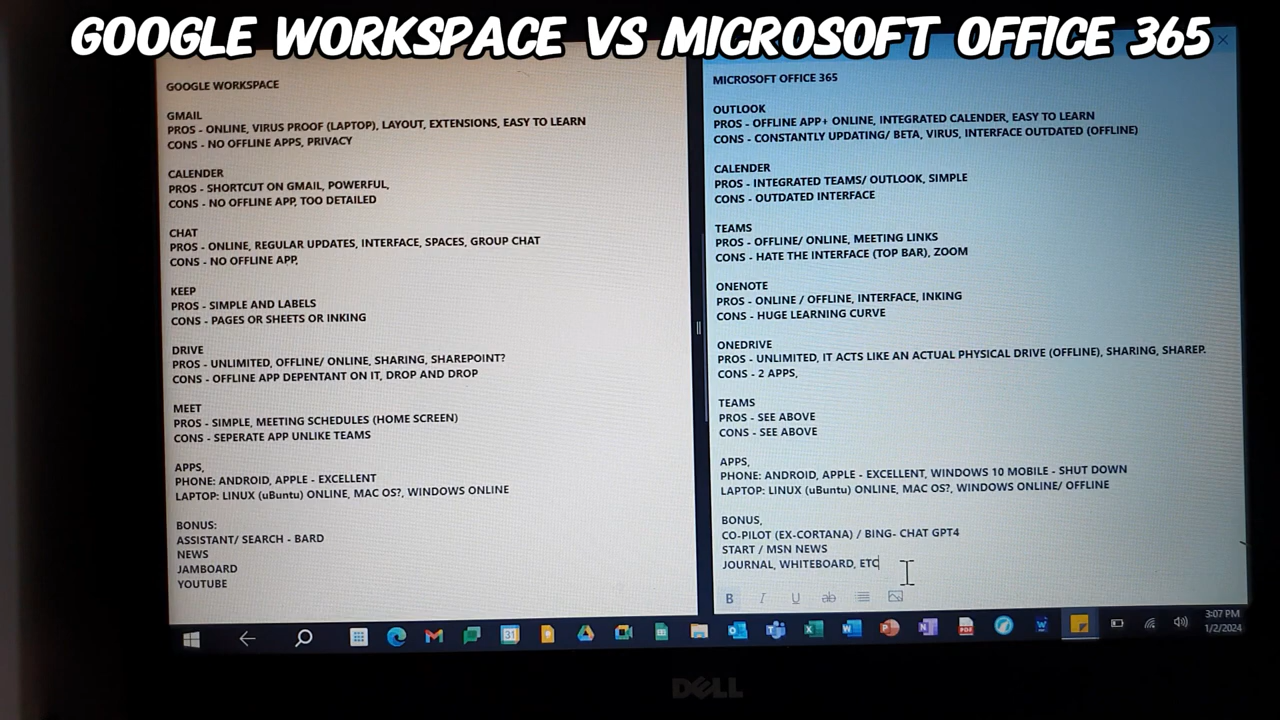 GOOGLE WORKSPACE VS MICROSOFT OFFICE 365
GOOGLE WORKSPACE
GMAIL
PROS - ONLINE, VIRUS PROOF (LAPTOP), LAYOUT, EXTENSIONS, EASY TO LEARN
CONS - NO OFFLINE APPS, PRIVACY
CALENDER
PROS - SHORTCUT ON GMAIL, POWERFUL,
CONS - NO OFFLINE APP, TOO DETAILED
CHAT
PROS - ONLINE, REGULAR UPDATES, INTERFACE, SPACES, GROUP CHAT
CONS - NO OFFLINE APP,
KEEP
PROS - SIMPLE AND LABELS
CONS - PAGES OR SHEETS OR INKING
DRIVE
PROS - UNLIMITED, OFFLINE/ ONLINE, SHARING, SHAREPOINT?
CONS - OFFLINE APP DEPENTANT ON IT, DROP AND DROP
MEET
PROS - SIMPLE, MEETING SCHEDULES (HOME SCREEN)
CONS - SEPERATE APP UNLIKE TEAMS
APPS,
PHONE: ANDROID, APPLE - EXCELLENT
LAPTOP: LINUX (uBuntu) ONLINE, MAC OS?, WINDOWS ONLINE
BONUS:
ASSISTANT/ SEARCH - BARD
NEWS
JAMBOARD
YOUTUBE
MICROSOFT OFFICE 365
OUTLOOK
PROS - OFFLINE APP+ ONLINE, INTEGRATED CALENDER, EASY TO LEARN
CONS - CONSTANTLY UPDATING/ BETA, VIRUS, INTERFACE OUTDATED (OFFLINE)
CALENDER
PROS - INTEGRATED TEAMS/ OUTLOOK, SIMPLE
CONS - OUTDATED INTERFACE
TEAMS
PROS - OFFLINE/ ONLINE, MEETING LINKS
CONS - HATE THE INTERFACE (TOP BAR), ZOOM
ONENOTE
PROS - ONLINE / OFFLINE, INTERFACE, INKING
CONS - HUGE LEARNING CURVE
ONEDRIVE
PROS - UNLIMITED, IT ACTS LIKE AN ACTUAL PHYSICAL DRIVE (OFFLINE), SHARING, SHAREP.
CONS - 2 APPS,
TEAMS
PROS - SEE ABOVE
CONS - SEE ABOVE
APPS,
PHONE: ANDROID, APPLE - EXCELLENT, WINDOWS 10 MOBILE - SHUT DOWN
LAPTOP: LINUX (uBuntu) ONLINE, MAC OS?, WINDOWS ONLINE/ OFFLINE
BONUS,
CO-PILOT (EX-CORTANA) / BING- CHAT GPT4
START / MSN NEWS
JOURNAL, WHITEBOARD, ETC
B I U ab
31
PDF
3:07 PM
1/2/2024
DELL